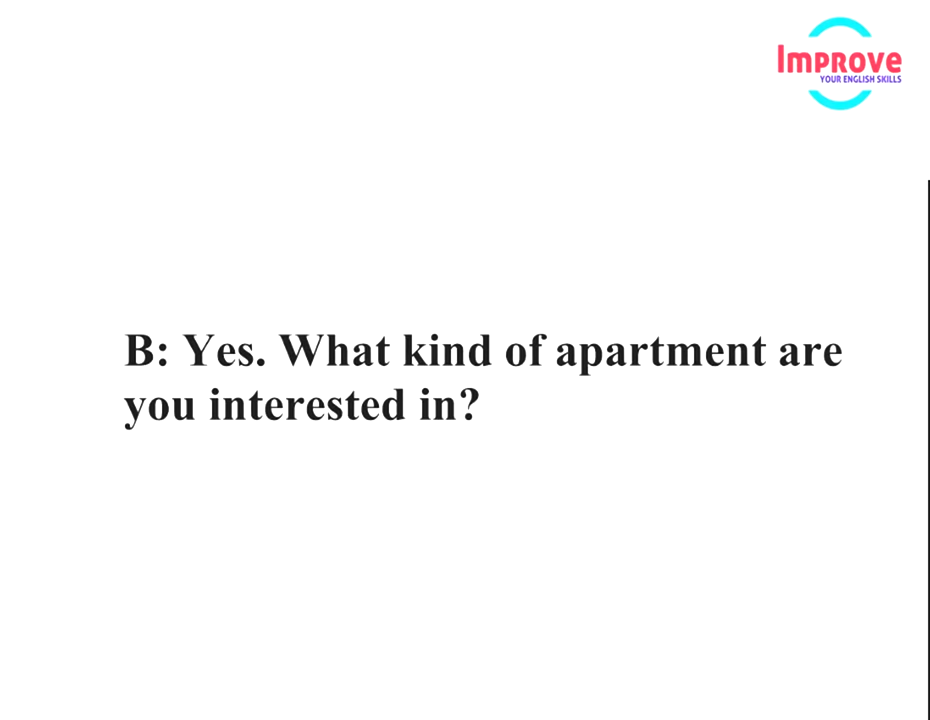 Improve
YOUR ENGLISH SKILLS
B: Yes. What kind of apartment are
you interested in?